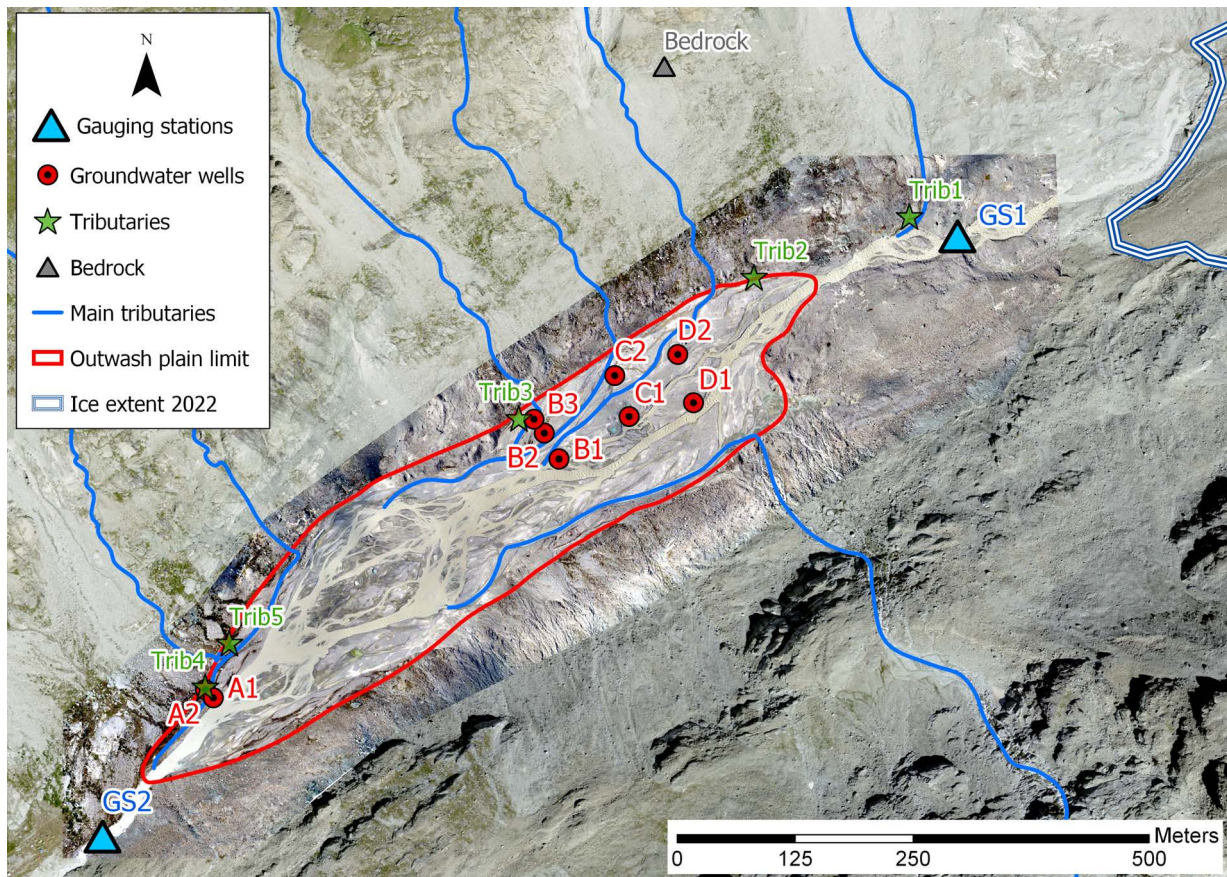 N
Gauging stations
Groundwater wells
Tributaries
Bedrock
Main tributaries
Outwash plain limit
Ice extent 2022
Bedrock
Trib1
GS1
Trib2
D2
C2
D1
C1
Trib3
B3
B2
B1
Trib5
Trib4
A1
A2
GS2
Meters
0
125
250
500